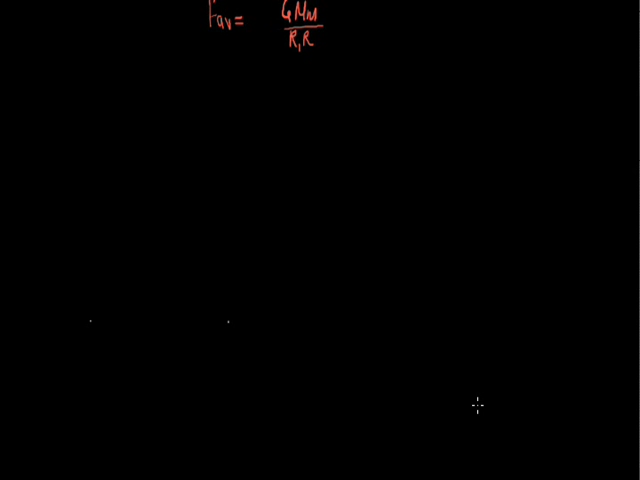 Fav = GMm / R₁R